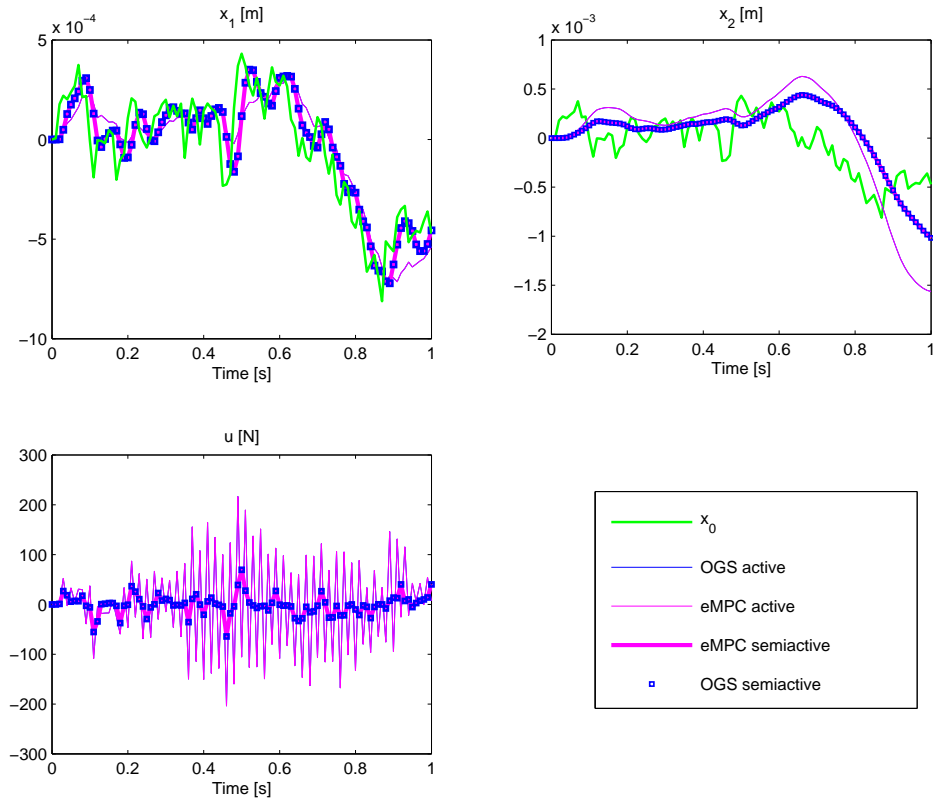 x_1 [m]
x 10^−4
5
0
−5
−10
0 0.2 0.4 0.6 0.8 1
Time [s]
x_2 [m]
x 10^−3
1
0.5
0
−0.5
−1
−1.5
−2
0 0.2 0.4 0.6 0.8 1
Time [s]
u [N]
300
200
100
0
−100
−200
−300
0 0.2 0.4 0.6 0.8 1
Time [s]
x_0
OGS active
eMPC active
eMPC semiactive
OGS semiactive